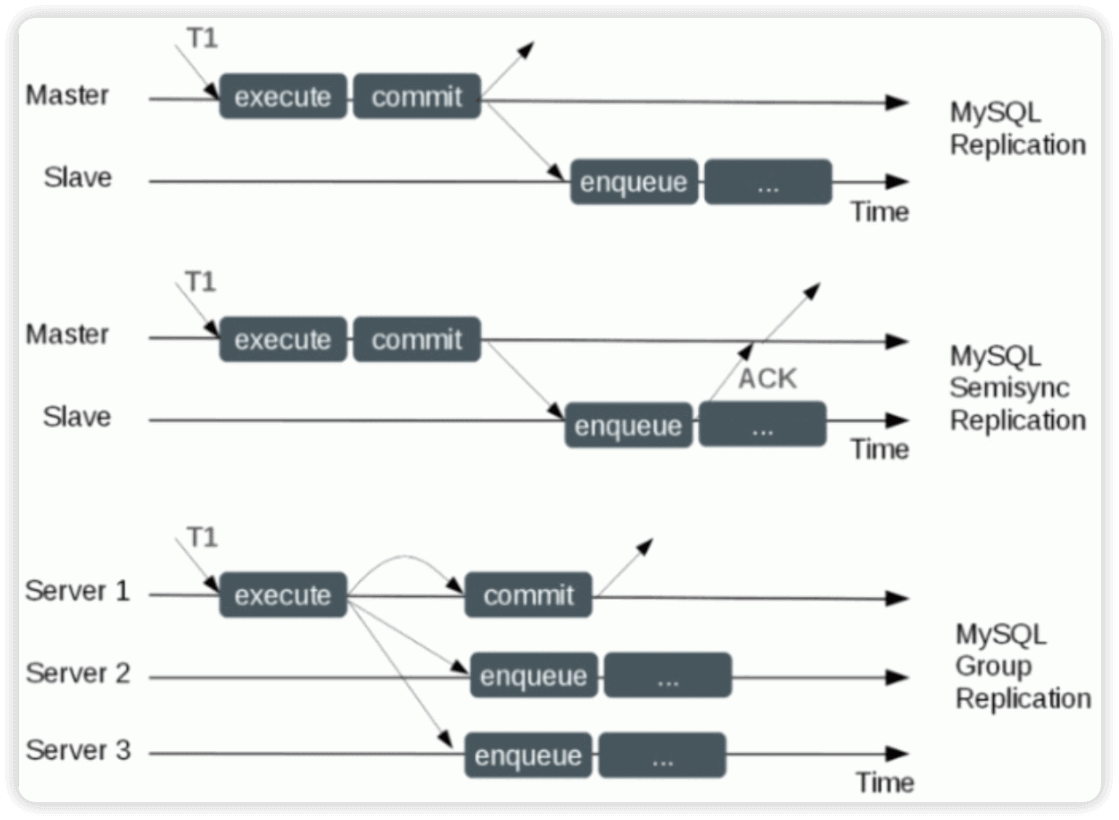 T1
Master
execute
commit
MySQL
Replication
Slave
enqueue
...
Time
T1
Master
execute
commit
MySQL
Semisync
Replication
ACK
Slave
enqueue
...
Time
T1
Server 1
execute
commit
MySQL
Group
Replication
Server 2
enqueue
...
Server 3
enqueue
...
Time